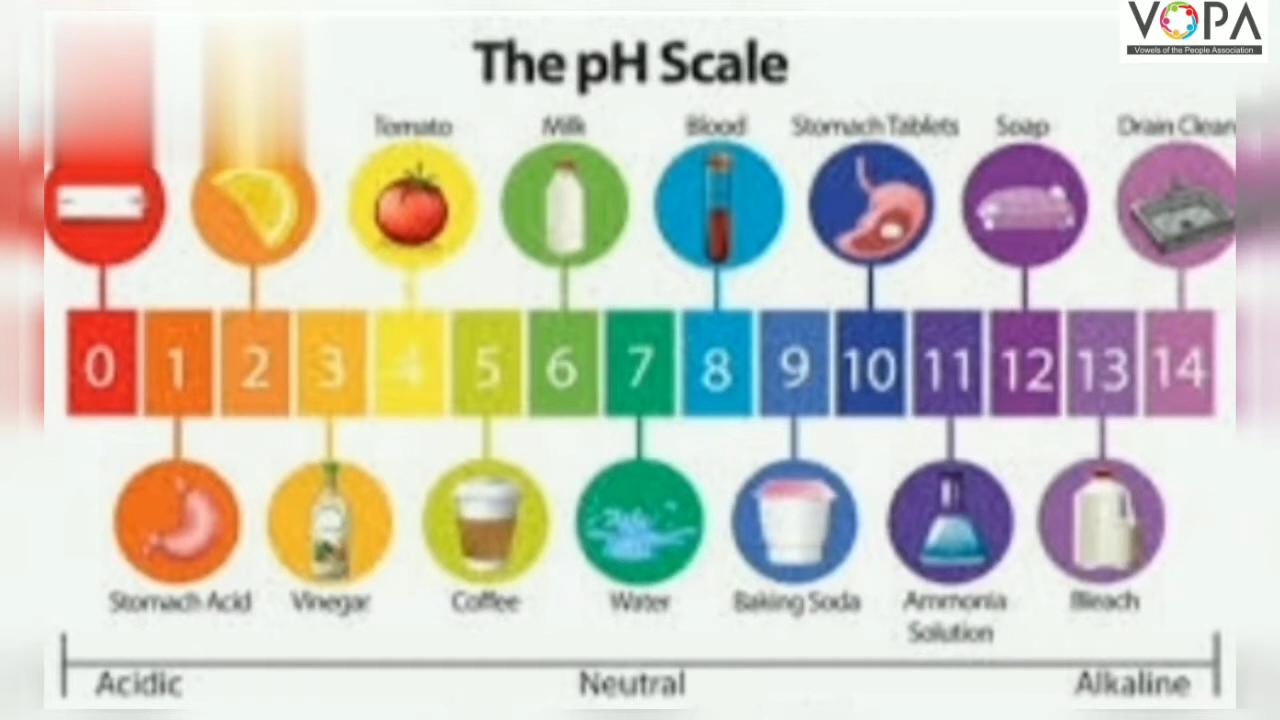 VOPA
Vowels of the People Association
The pH Scale
Tomato
Milk
Blood
Stomach Tablets
Soap
Drain Clean
0 1 2 3 4 5 6 7 8 9 10 11 12 13 14
Stomach Acid
Vinegar
Coffee
Water
Baking Soda
Ammonia
Solution
Bleach
Acidic
Neutral
Alkaline